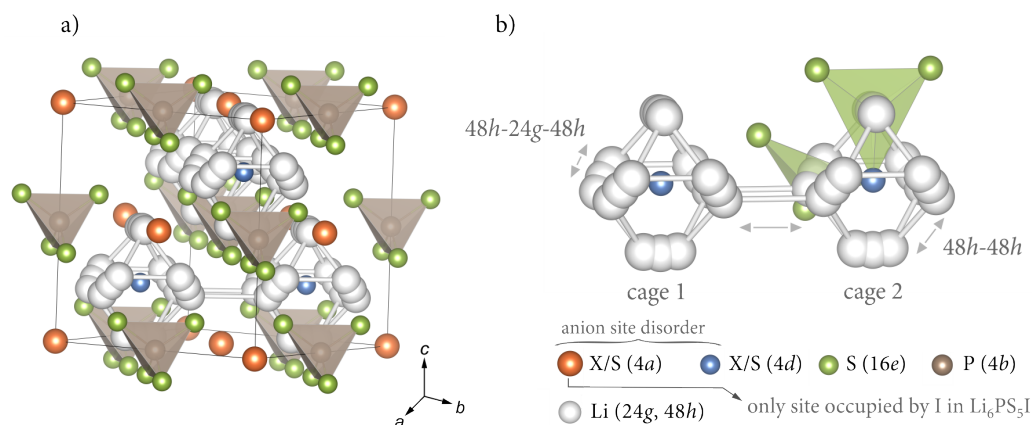 a)
b)
48h-24g-48h
48h-48h
cage 1
cage 2
c
b
a
anion site disorder
X/S (4a)
X/S (4d)
S (16e)
P (4b)
Li (24g, 48h)
only site occupied by I in Li₆PS₅I